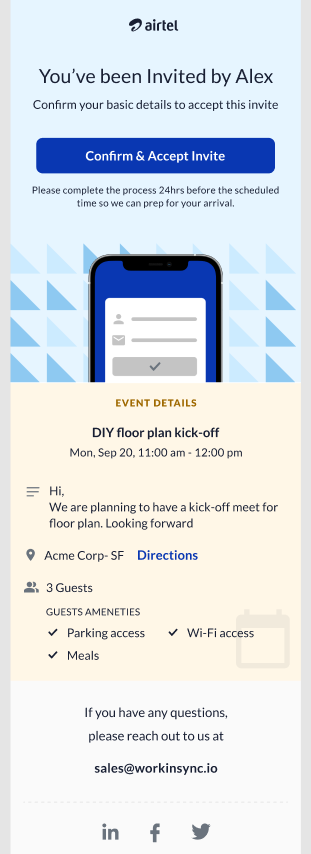 airtel
You've been Invited by Alex
Confirm your basic details to accept this invite
Confirm & Accept Invite
Please complete the process 24hrs before the scheduled
time so we can prep for your arrival.
EVENT DETAILS
DIY floor plan kick-off
Mon, Sep 20, 11:00 am - 12:00 pm
Hi,
We are planning to have a kick-off meet for
floor plan. Looking forward
Acme Corp- SF Directions
3 Guests
GUESTS AMENETIES
Parking access Wi-Fi access
Meals
If you have any questions,
please reach out to us at
sales@workinsync.io